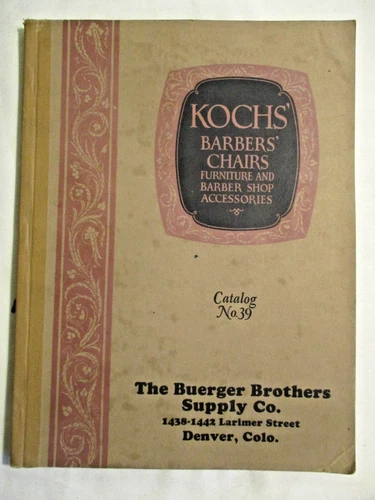 KOCHS'
BARBERS'
CHAIRS
FURNITURE AND
BARBER SHOP
ACCESSORIES
Catalog
No.39
The Buerger Brothers
Supply Co.
1438-1442 Larimer Street
Denver, Colo.